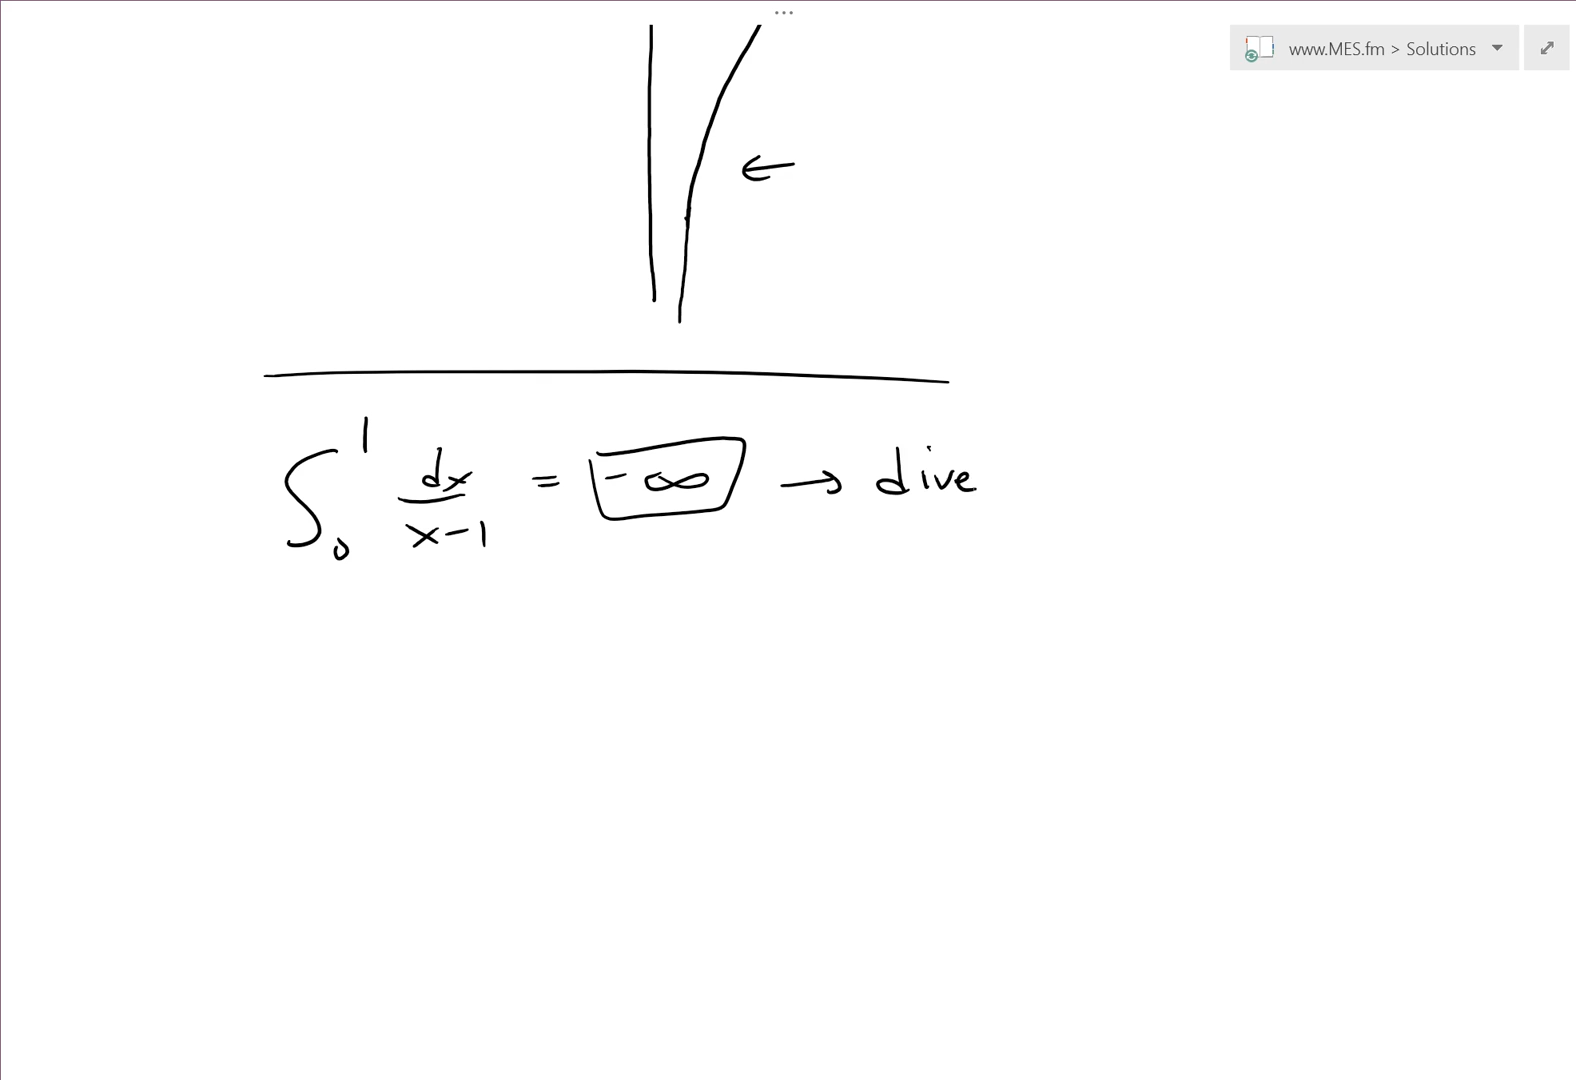 www.MES.fm > Solutions
∫₀¹ dx/(x-1) = -∞ → dive